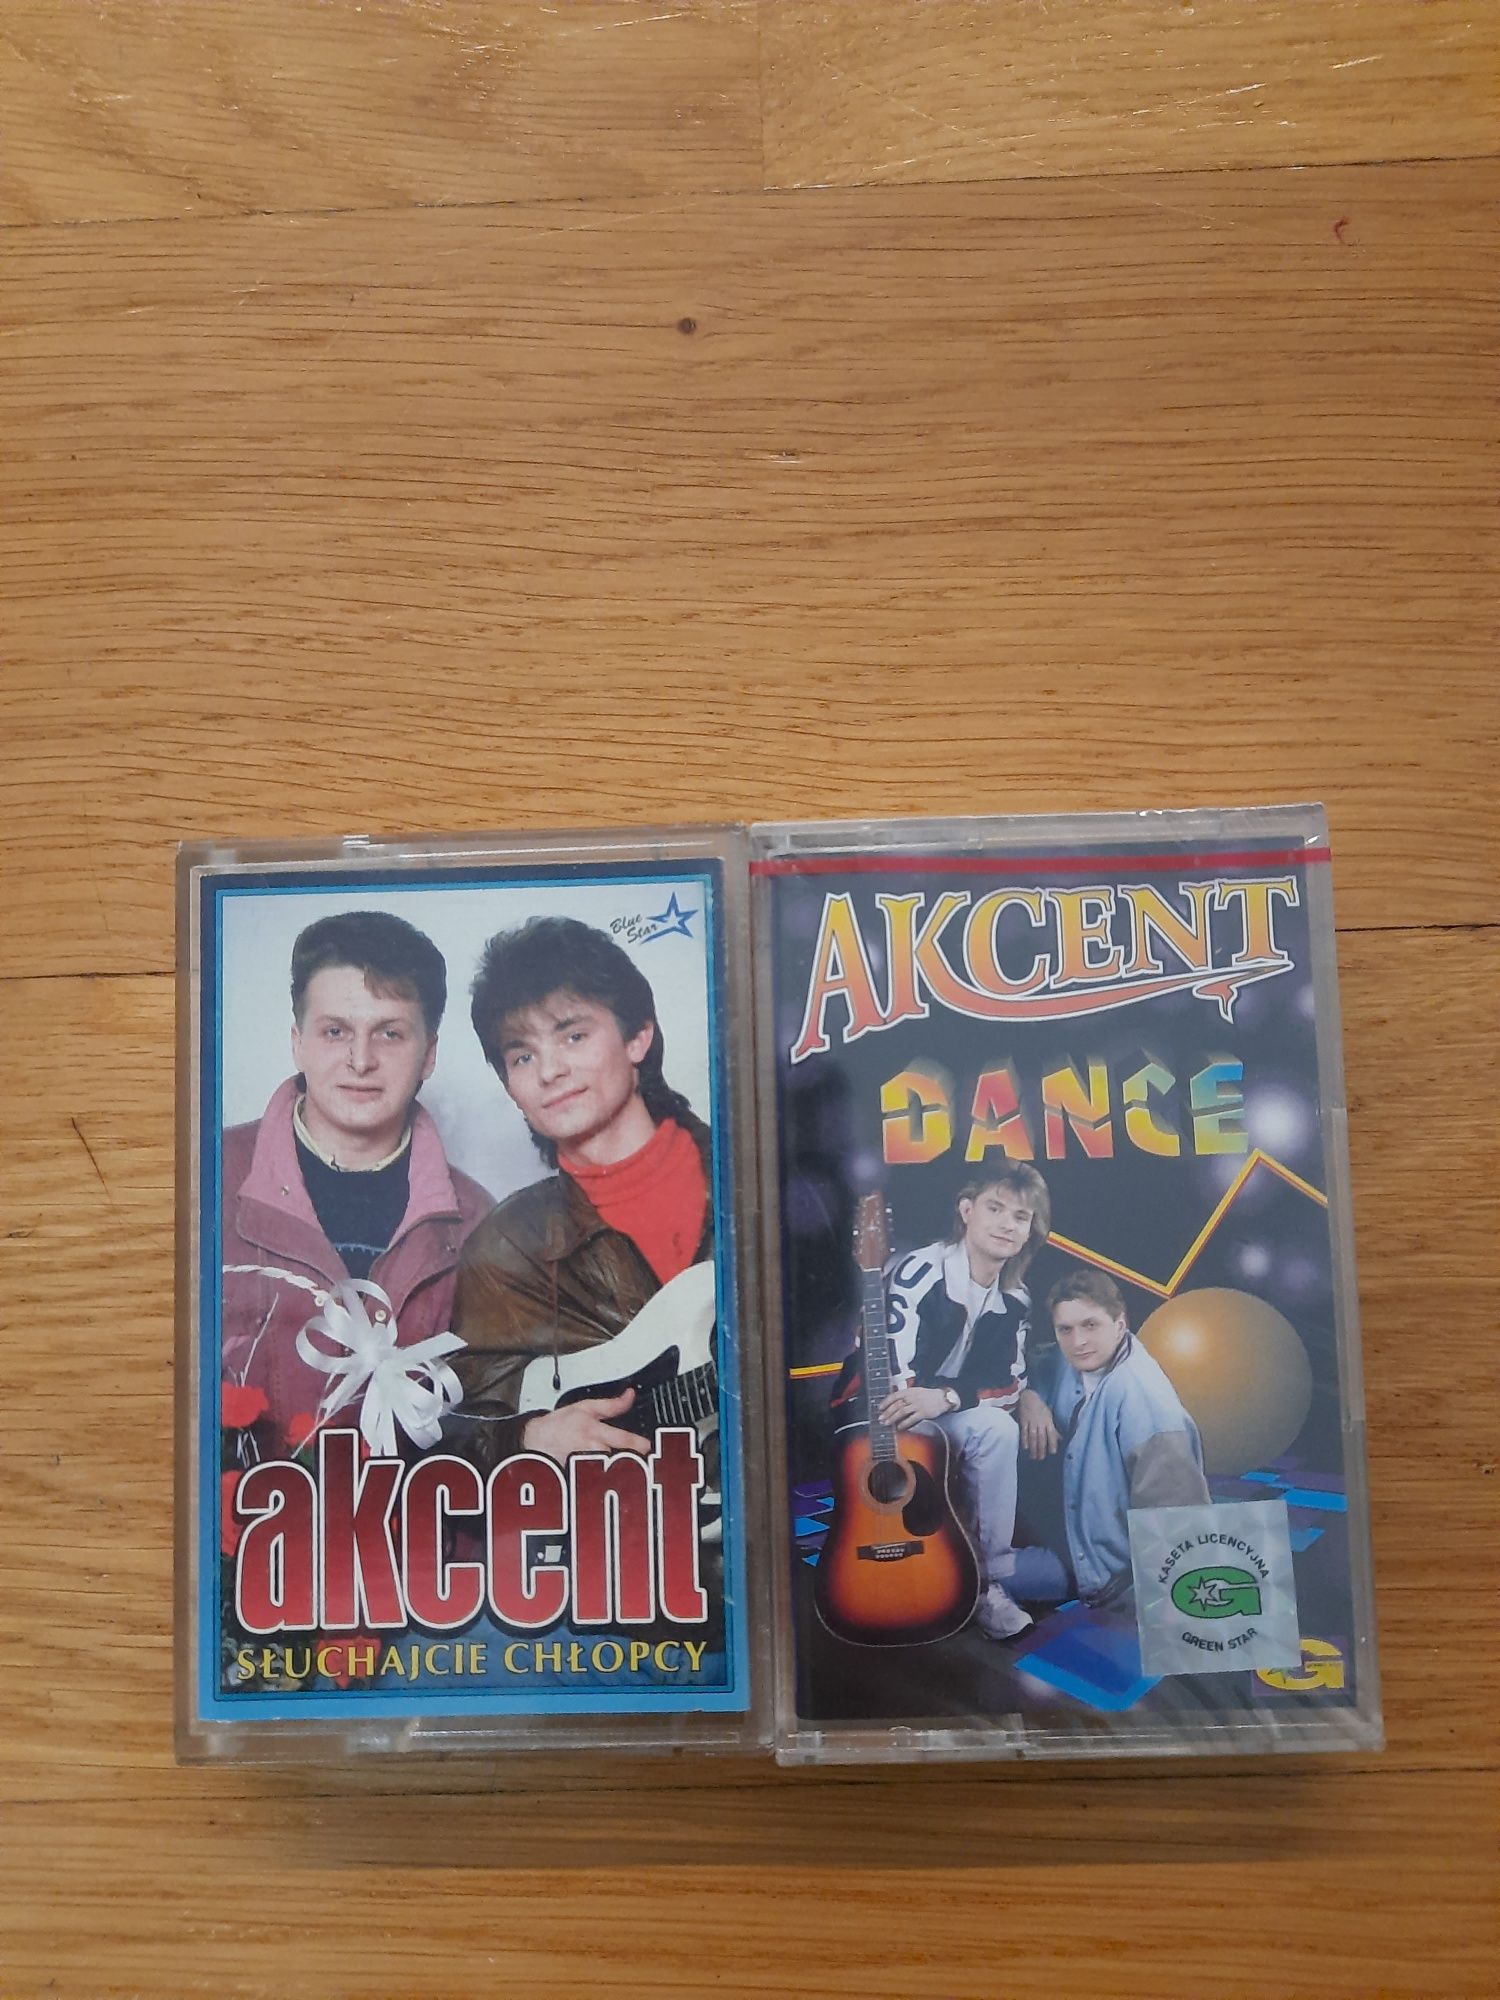 Blue
Star
akcent
SŁUCHAJCIE CHŁOPCY
AKCENT
DANCE
U
S
KASETA LICENCYJNA
G
GREEN STAR
G